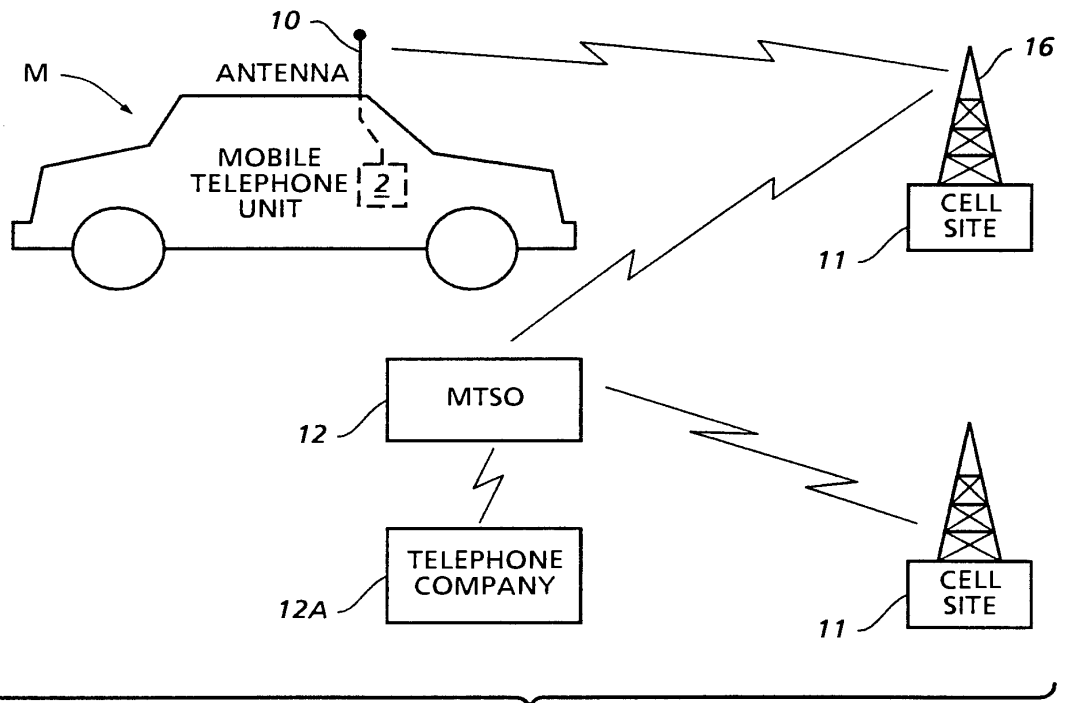 10
16
M
ANTENNA
MOBILE
TELEPHONE
UNIT
2
CELL
SITE
11
MTSO
12
TELEPHONE
COMPANY
12A
CELL
SITE
11